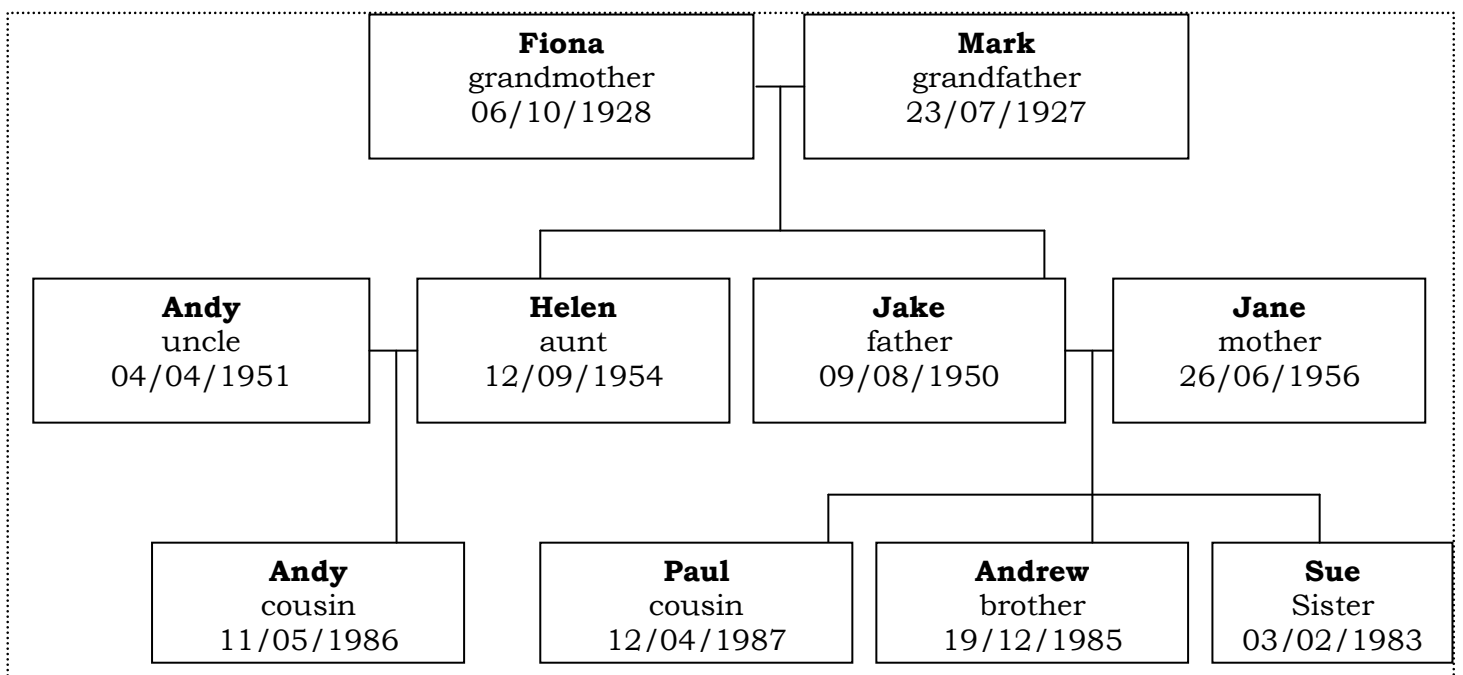 Fiona
grandmother
06/10/1928
Mark
grandfather
23/07/1927
Andy
uncle
04/04/1951
Helen
aunt
12/09/1954
Jake
father
09/08/1950
Jane
mother
26/06/1956
Andy
cousin
11/05/1986
Paul
cousin
12/04/1987
Andrew
brother
19/12/1985
Sue
Sister
03/02/1983